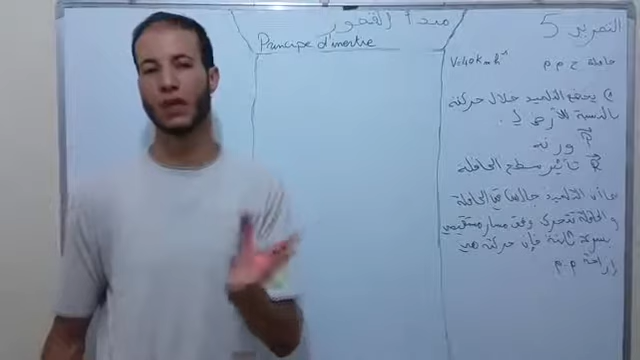 مبدأ القصور
Principe d'inertie
التمرين 5
حافلة ح م م V=40km.h⁻¹
يخضع التلميذ خلال حركته
بالنسبة للأرض ل:
P⃗ وزنه
R⃗ تأثير سطح الحافلة
بما أن التلميذ جالس في الحافلة
و الحافلة تتحرك وفق مسار مستقيمي
بسرعة ثابتة فإن حركته هي
إزاحة م م